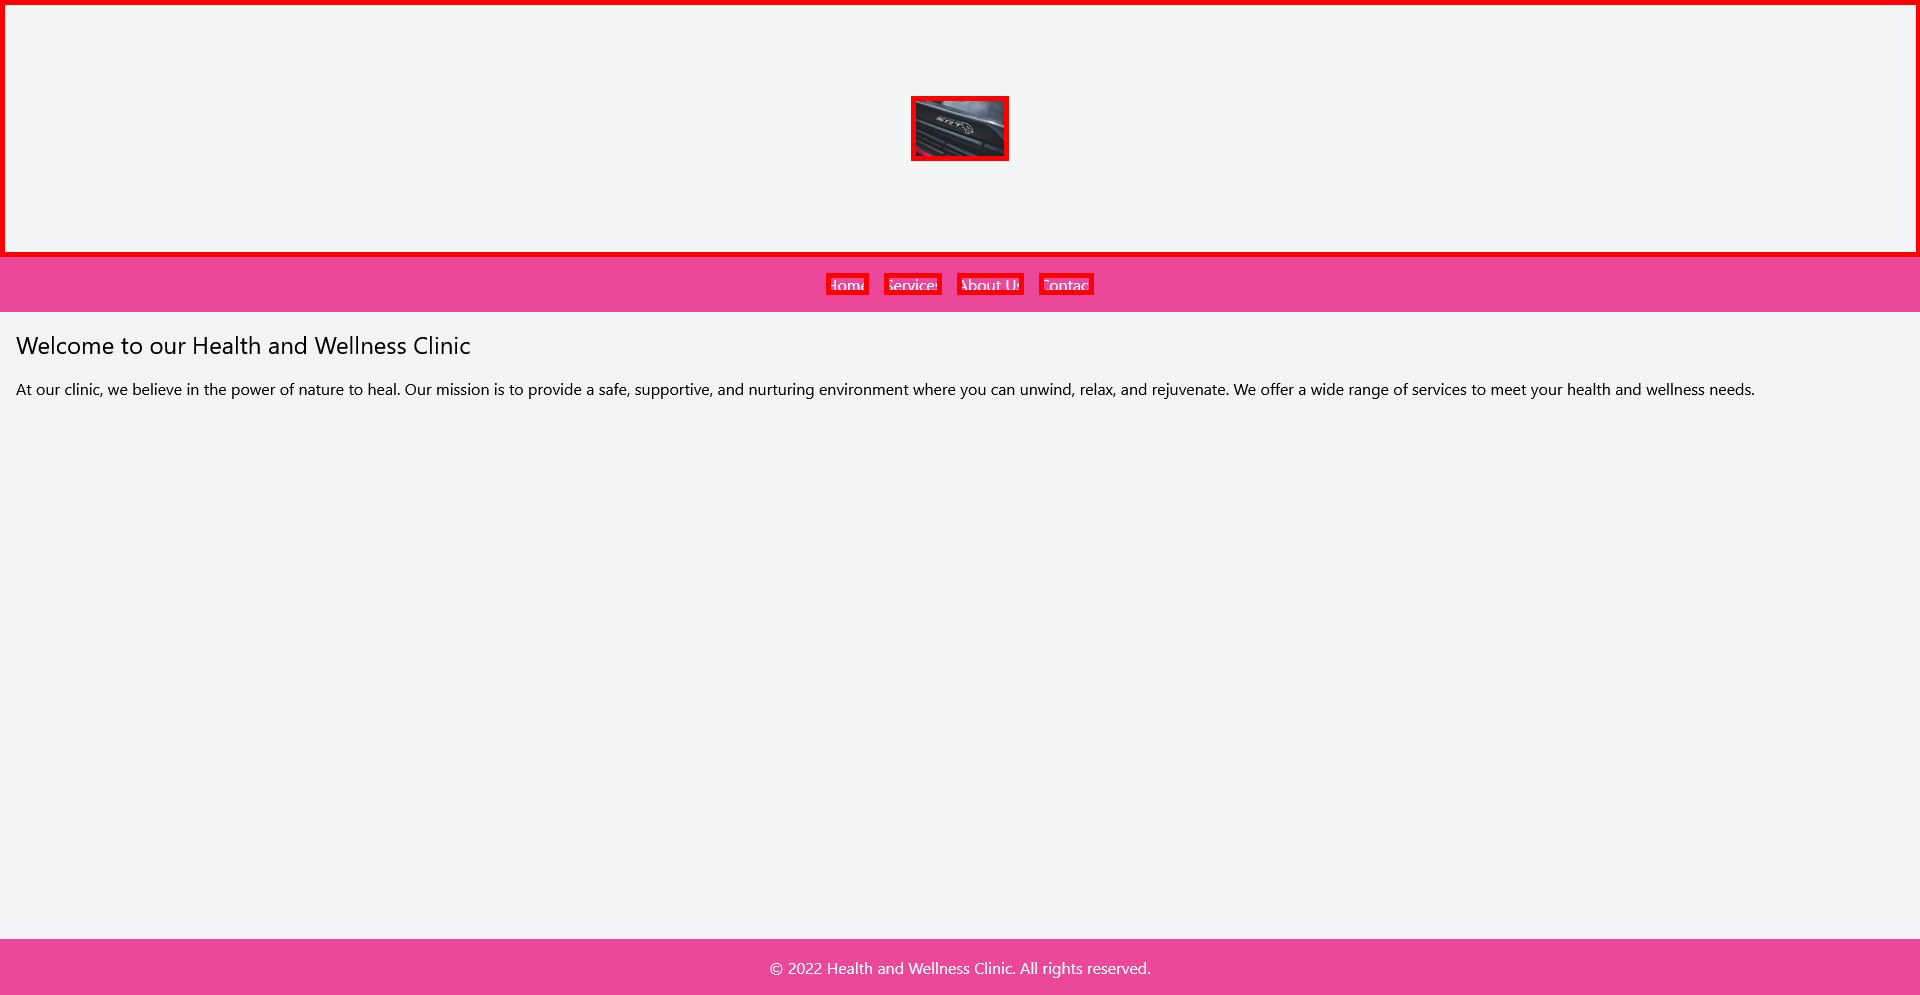 SRT
Home Services About Us Contact
Welcome to our Health and Wellness Clinic
At our clinic, we believe in the power of nature to heal. Our mission is to provide a safe, supportive, and nurturing environment where you can unwind, relax, and rejuvenate. We offer a wide range of services to meet your health and wellness needs.
© 2022 Health and Wellness Clinic. All rights reserved.